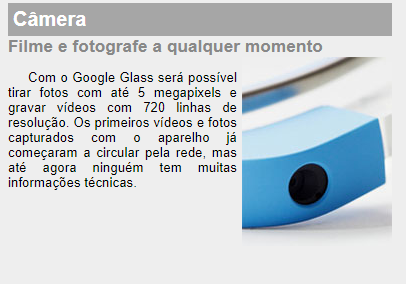 Câmera
Filme e fotografe a qualquer momento
Com o Google Glass será possível
tirar fotos com até 5 megapixels e
gravar vídeos com 720 linhas de
resolução. Os primeiros vídeos e fotos
capturados com o aparelho já
começaram a circular pela rede, mas
até agora ninguém tem muitas
informações técnicas.